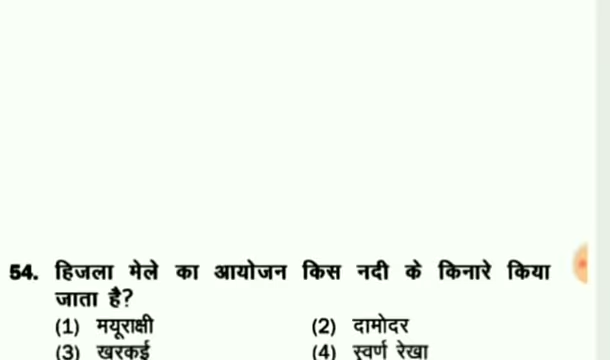 54. हिजला मेले का आयोजन किस नदी के किनारे किया
जाता है?
(1) मयूराक्षी (2) दामोदर
(3) खरकई (4) स्वर्ण रेखा